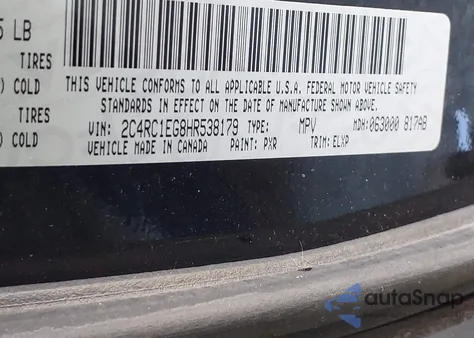 5 LB
TIRES
) COLD
TIRES
) COLD
THIS VEHICLE CONFORMS TO ALL APPLICABLE U.S.A. FEDERAL MOTOR VEHICLE SAFETY
STANDARDS IN EFFECT ON THE DATE OF MANUFACTURE SHOWN ABOVE.
VIN: 2C4RC1EG8HR538179 TYPE: MPV MDH:063000 817AB
VEHICLE MADE IN CANADA PAINT: PXR TRIM: ELXP
autoSnap